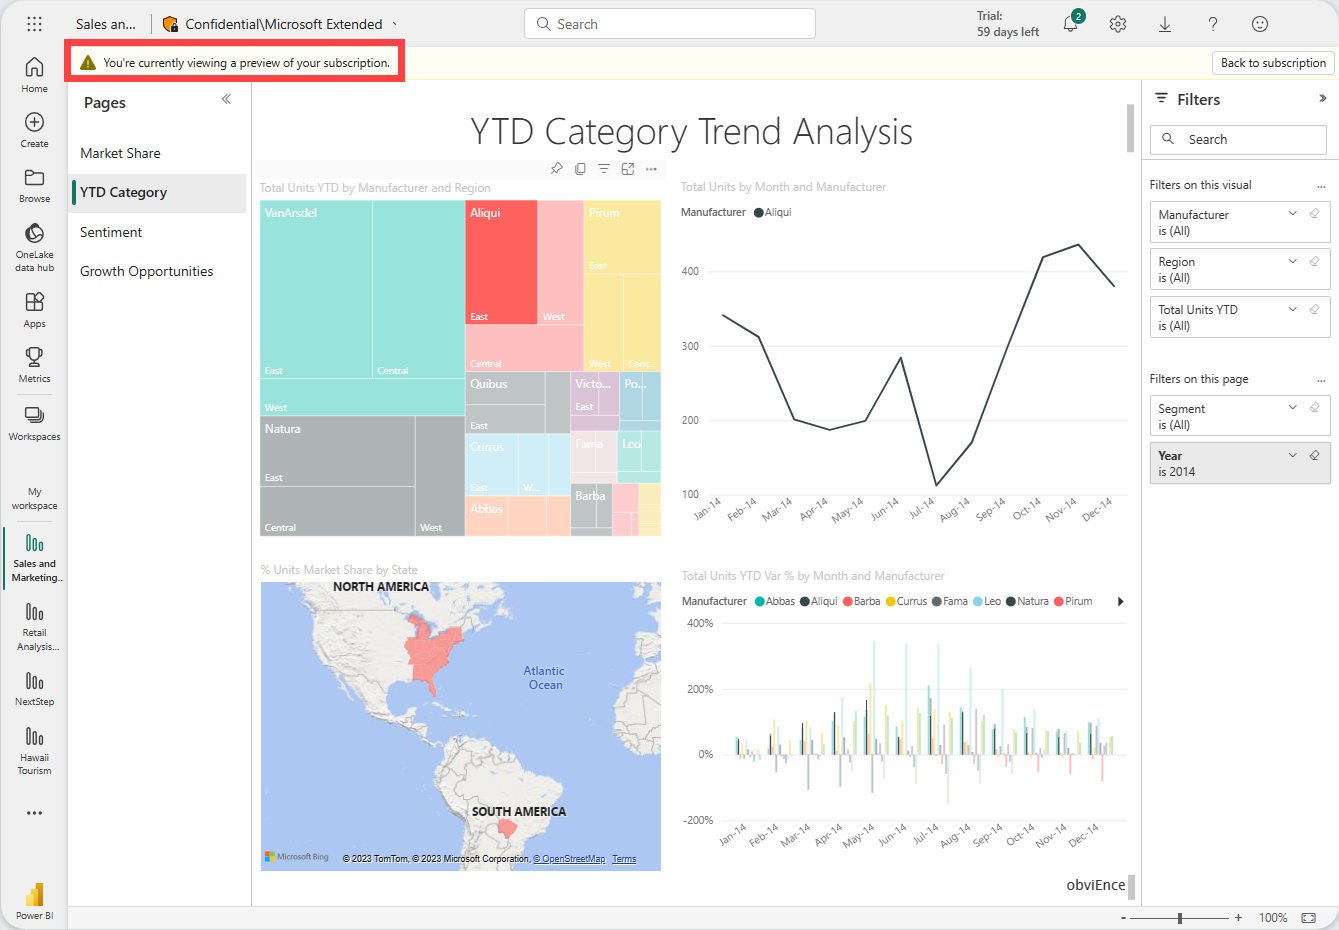 Sales an...
Confidential\Microsoft Extended
Search
Trial:
59 days left
2
You're currently viewing a preview of your subscription.
Back to subscription
Home
Create
Browse
OneLake
data hub
Apps
Metrics
Workspaces
My
workspace
Sales and
Marketing...
Retail
Analysis...
NextStep
Hawaii
Tourism
Power BI
Pages
Market Share
YTD Category
Sentiment
Growth Opportunities
YTD Category Trend Analysis
Total Units YTD by Manufacturer and Region
VanArsdel
East
Central
West
Natura
East
Central
West
Aliqui
East
West
Central
Pirum
East
West
Cent...
Quibus
East
Currus
East
W...
Abbas
Victo...
East
Po...
Fama
Leo
Barba
Total Units by Month and Manufacturer
Manufacturer
Aliqui
400
300
200
100
Jan-14
Feb-14
Mar-14
Apr-14
May-14
Jun-14
Jul-14
Aug-14
Sep-14
Oct-14
Nov-14
Dec-14
% Units Market Share by State
NORTH AMERICA
Atlantic
Ocean
SOUTH AMERICA
Microsoft Bing
© 2023 TomTom, © 2023 Microsoft Corporation, © OpenStreetMap Terms
Total Units YTD Var % by Month and Manufacturer
Manufacturer Abbas Aliqui Barba Currus Fama Leo Natura Pirum
400%
200%
0%
-200%
Jan-14
Feb-14
Mar-14
Apr-14
May-14
Jun-14
Jul-14
Aug-14
Sep-14
Oct-14
Nov-14
Dec-14
obviEnce
Filters
Search
Filters on this visual
Manufacturer
is (All)
Region
is (All)
Total Units YTD
is (All)
Filters on this page
Segment
is (All)
Year
is 2014
- + 100%